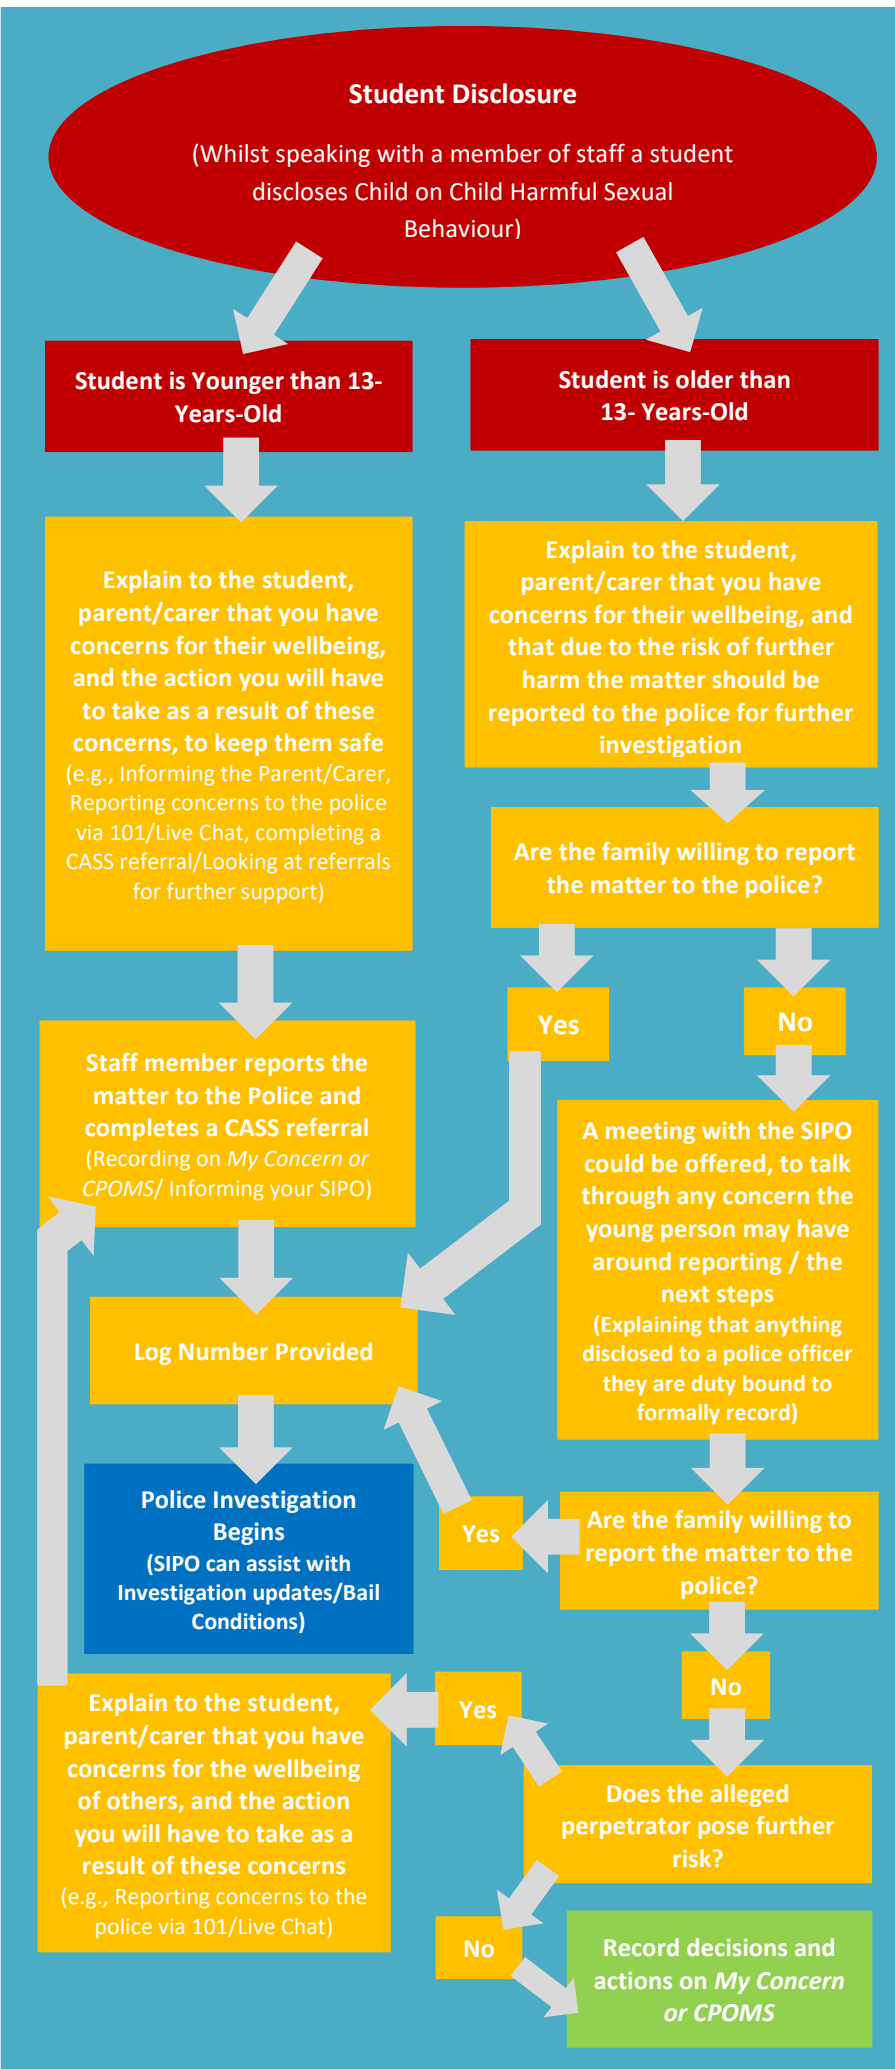 Student Disclosure
(Whilst speaking with a member of staff a student
discloses Child on Child Harmful Sexual
Behaviour)
Student is Younger than 13-
Years-Old
Student is older than
13- Years-Old
Explain to the student,
parent/carer that you have
concerns for their wellbeing,
and the action you will have
to take as a result of these
concerns, to keep them safe
(e.g., Informing the Parent/Carer,
Reporting concerns to the police
via 101/Live Chat, completing a
CASS referral/Looking at referrals
for further support)
Explain to the student,
parent/carer that you have
concerns for their wellbeing, and
that due to the risk of further
harm the matter should be
reported to the police for further
investigation
Are the family willing to report
the matter to the police?
Yes
No
Staff member reports the
matter to the Police and
completes a CASS referral
(Recording on My Concern or
CPOMS/ Informing your SIPO)
A meeting with the SIPO
could be offered, to talk
through any concern the
young person may have
around reporting / the
next steps
(Explaining that anything
disclosed to a police officer
they are duty bound to
formally record)
Log Number Provided
Police Investigation
Begins
(SIPO can assist with
Investigation updates/Bail
Conditions)
Yes
Are the family willing to
report the matter to the
police?
No
Explain to the student,
parent/carer that you have
concerns for the wellbeing
of others, and the action
you will have to take as a
result of these concerns
(e.g., Reporting concerns to the
police via 101/Live Chat)
Yes
Does the alleged
perpetrator pose further
risk?
No
Record decisions and
actions on My Concern
or CPOMS